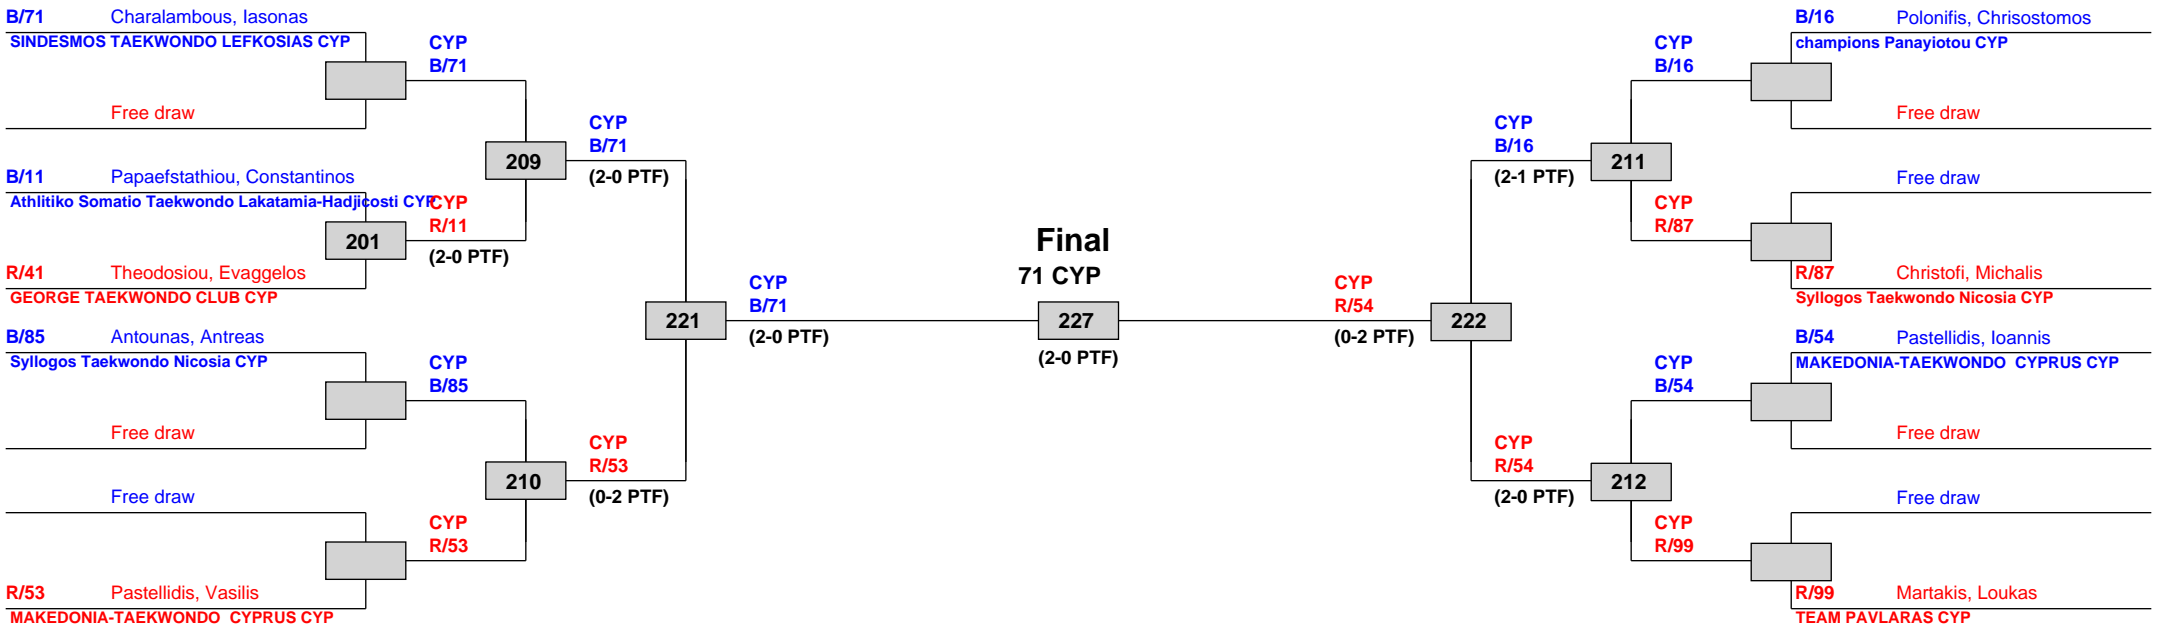 B/71 Charalambous, Iasonas
SINDESMOS TAEKWONDO LEFKOSIAS CYP
Free draw
B/11 Papaefstathiou, Constantinos
Athlitiko Somatio Taekwondo Lakatamia-Hadjicosti CYP
201
R/41 Theodosiou, Evaggelos
GEORGE TAEKWONDO CLUB CYP
B/85 Antounas, Antreas
Syllogos Taekwondo Nicosia CYP
Free draw
Free draw
R/53 Pastellidis, Vasilis
MAKEDONIA-TAEKWONDO CYPRUS CYP
CYP
B/71
209
CYP
R/11
(2-0 PTF)
CYP
B/85
210
CYP
R/53
CYP
B/71
(2-0 PTF)
221
CYP
R/53
(0-2 PTF)
CYP
B/71
(2-0 PTF)
Final
71 CYP
227
(2-0 PTF)
CYP
R/54
(0-2 PTF)
222
CYP
B/16
(2-1 PTF)
CYP
R/54
(2-0 PTF)
CYP
B/16
211
CYP
R/87
CYP
B/54
212
CYP
R/99
B/16 Polonifis, Chrisostomos
champions Panayiotou CYP
Free draw
Free draw
R/87 Christofi, Michalis
Syllogos Taekwondo Nicosia CYP
B/54 Pastellidis, Ioannis
MAKEDONIA-TAEKWONDO CYPRUS CYP
Free draw
Free draw
R/99 Martakis, Loukas
TEAM PAVLARAS CYP